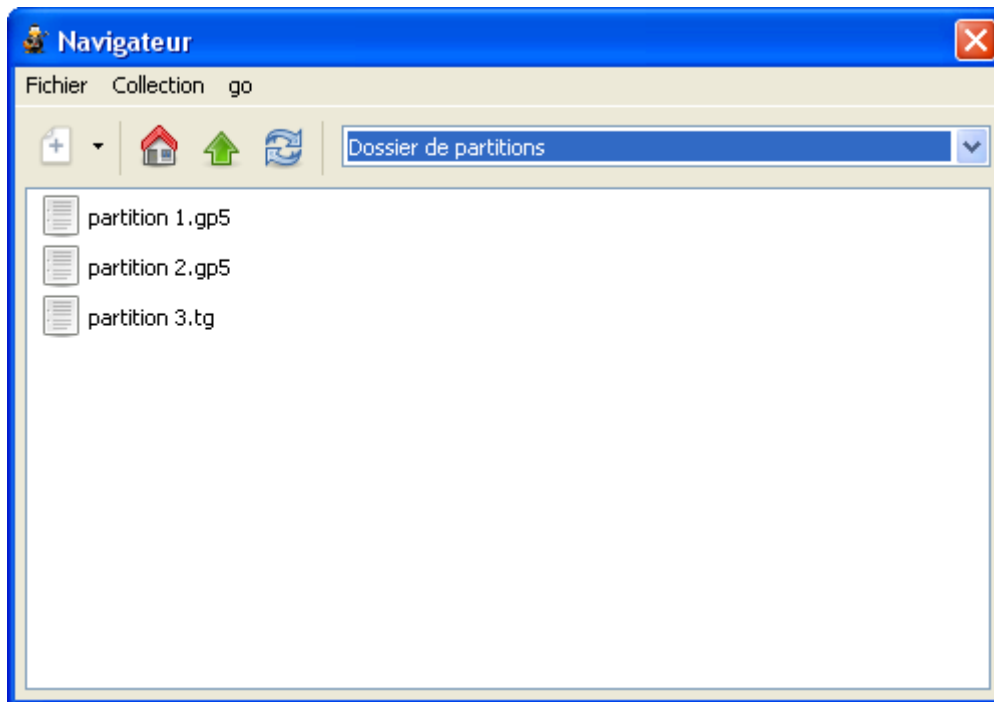 Navigateur
Fichier Collection go
Dossier de partitions
partition 1.gp5
partition 2.gp5
partition 3.tg